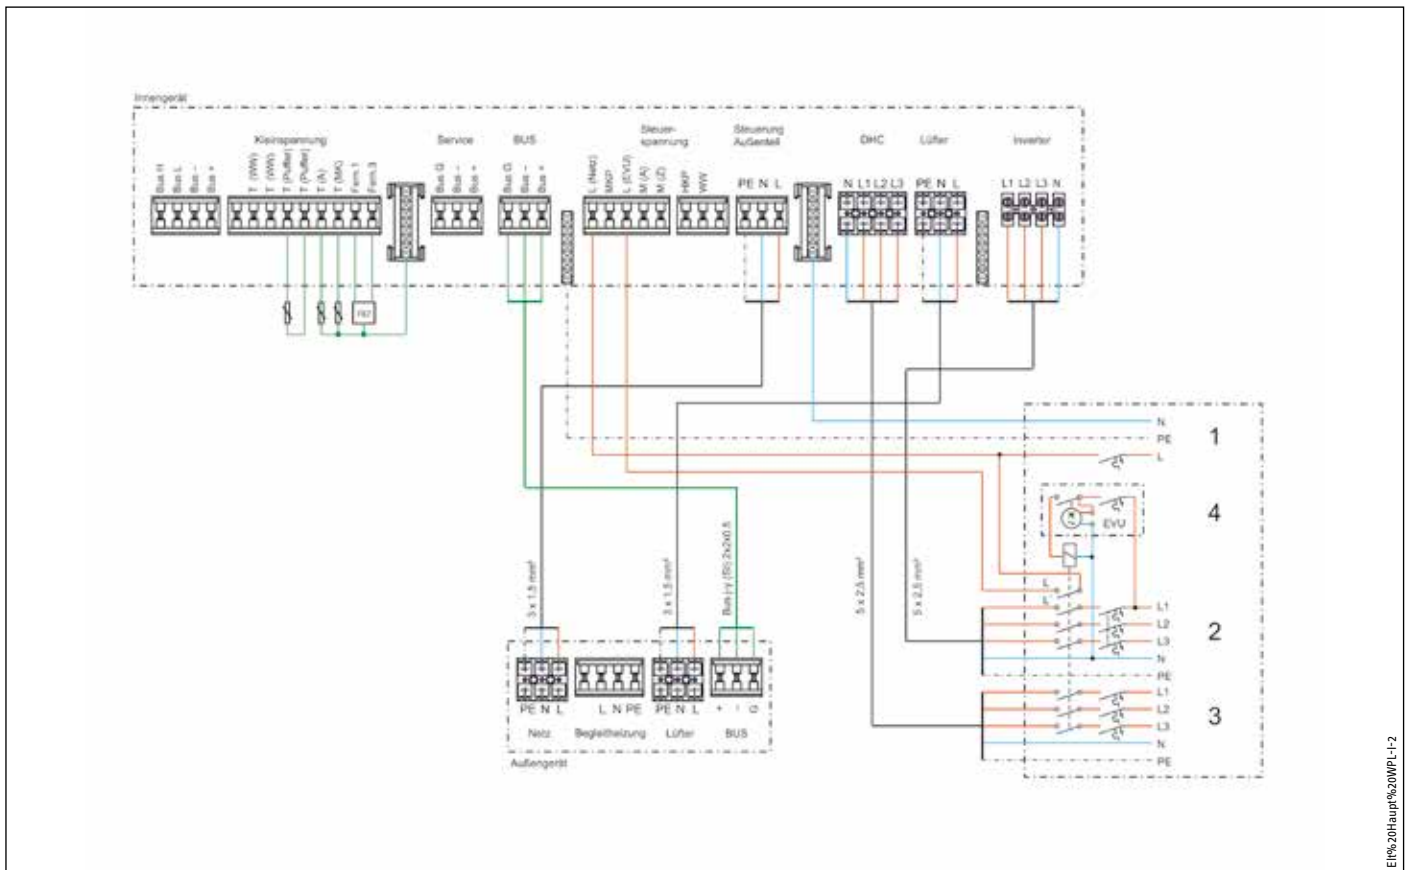 Innengerät
Kleinspannung
Service
BUS
Steuer-
spannung
Steuerung
Außenteil
DHC
Lüfter
Inverter
Bus H
Bus L
Bus -
Bus +
T (WW)
T (WW)
T (Puffer)
T (Puffer)
T (A)
T (MK)
Fern.1
Fern.3
Bus G
Bus -
Bus +
Bus G
Bus -
Bus +
L (Netz)
MKP
L (EVU)
M (A)
M (Z)
HKP
WW
PE N L
N L1 L2 L3
PE N L
L1 L2 L3 N
N
PE
L
1
EVU
4
L
L'
L1
L2
L3
N
PE
2
L1
L2
L3
N
PE
3
3 x 1,5 mm²
3 x 1,5 mm²
Bus j-y (St) 2x2x0.8
5 x 2,5 mm²
5 x 2,5 mm²
PE N L
L N PE
PE N L
+ - G
Netz
Begleitheizung
Lüfter
BUS
Außengerät
Elt%20Haupt%20WPL-I-2